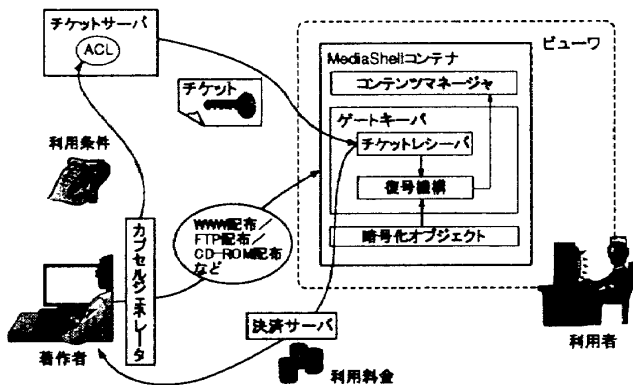 チケットサーバ
ACL
チケット
利用条件
カプセルジェネレータ
著作者
WWW配布／
FTP配布／
CD-ROM配布
など
決済サーバ
利用料金
ビューワ
MediaShellコンテナ
コンテンツマネージャ
ゲートキーパ
チケットレシーバ
復号機構
暗号化オブジェクト
利用者